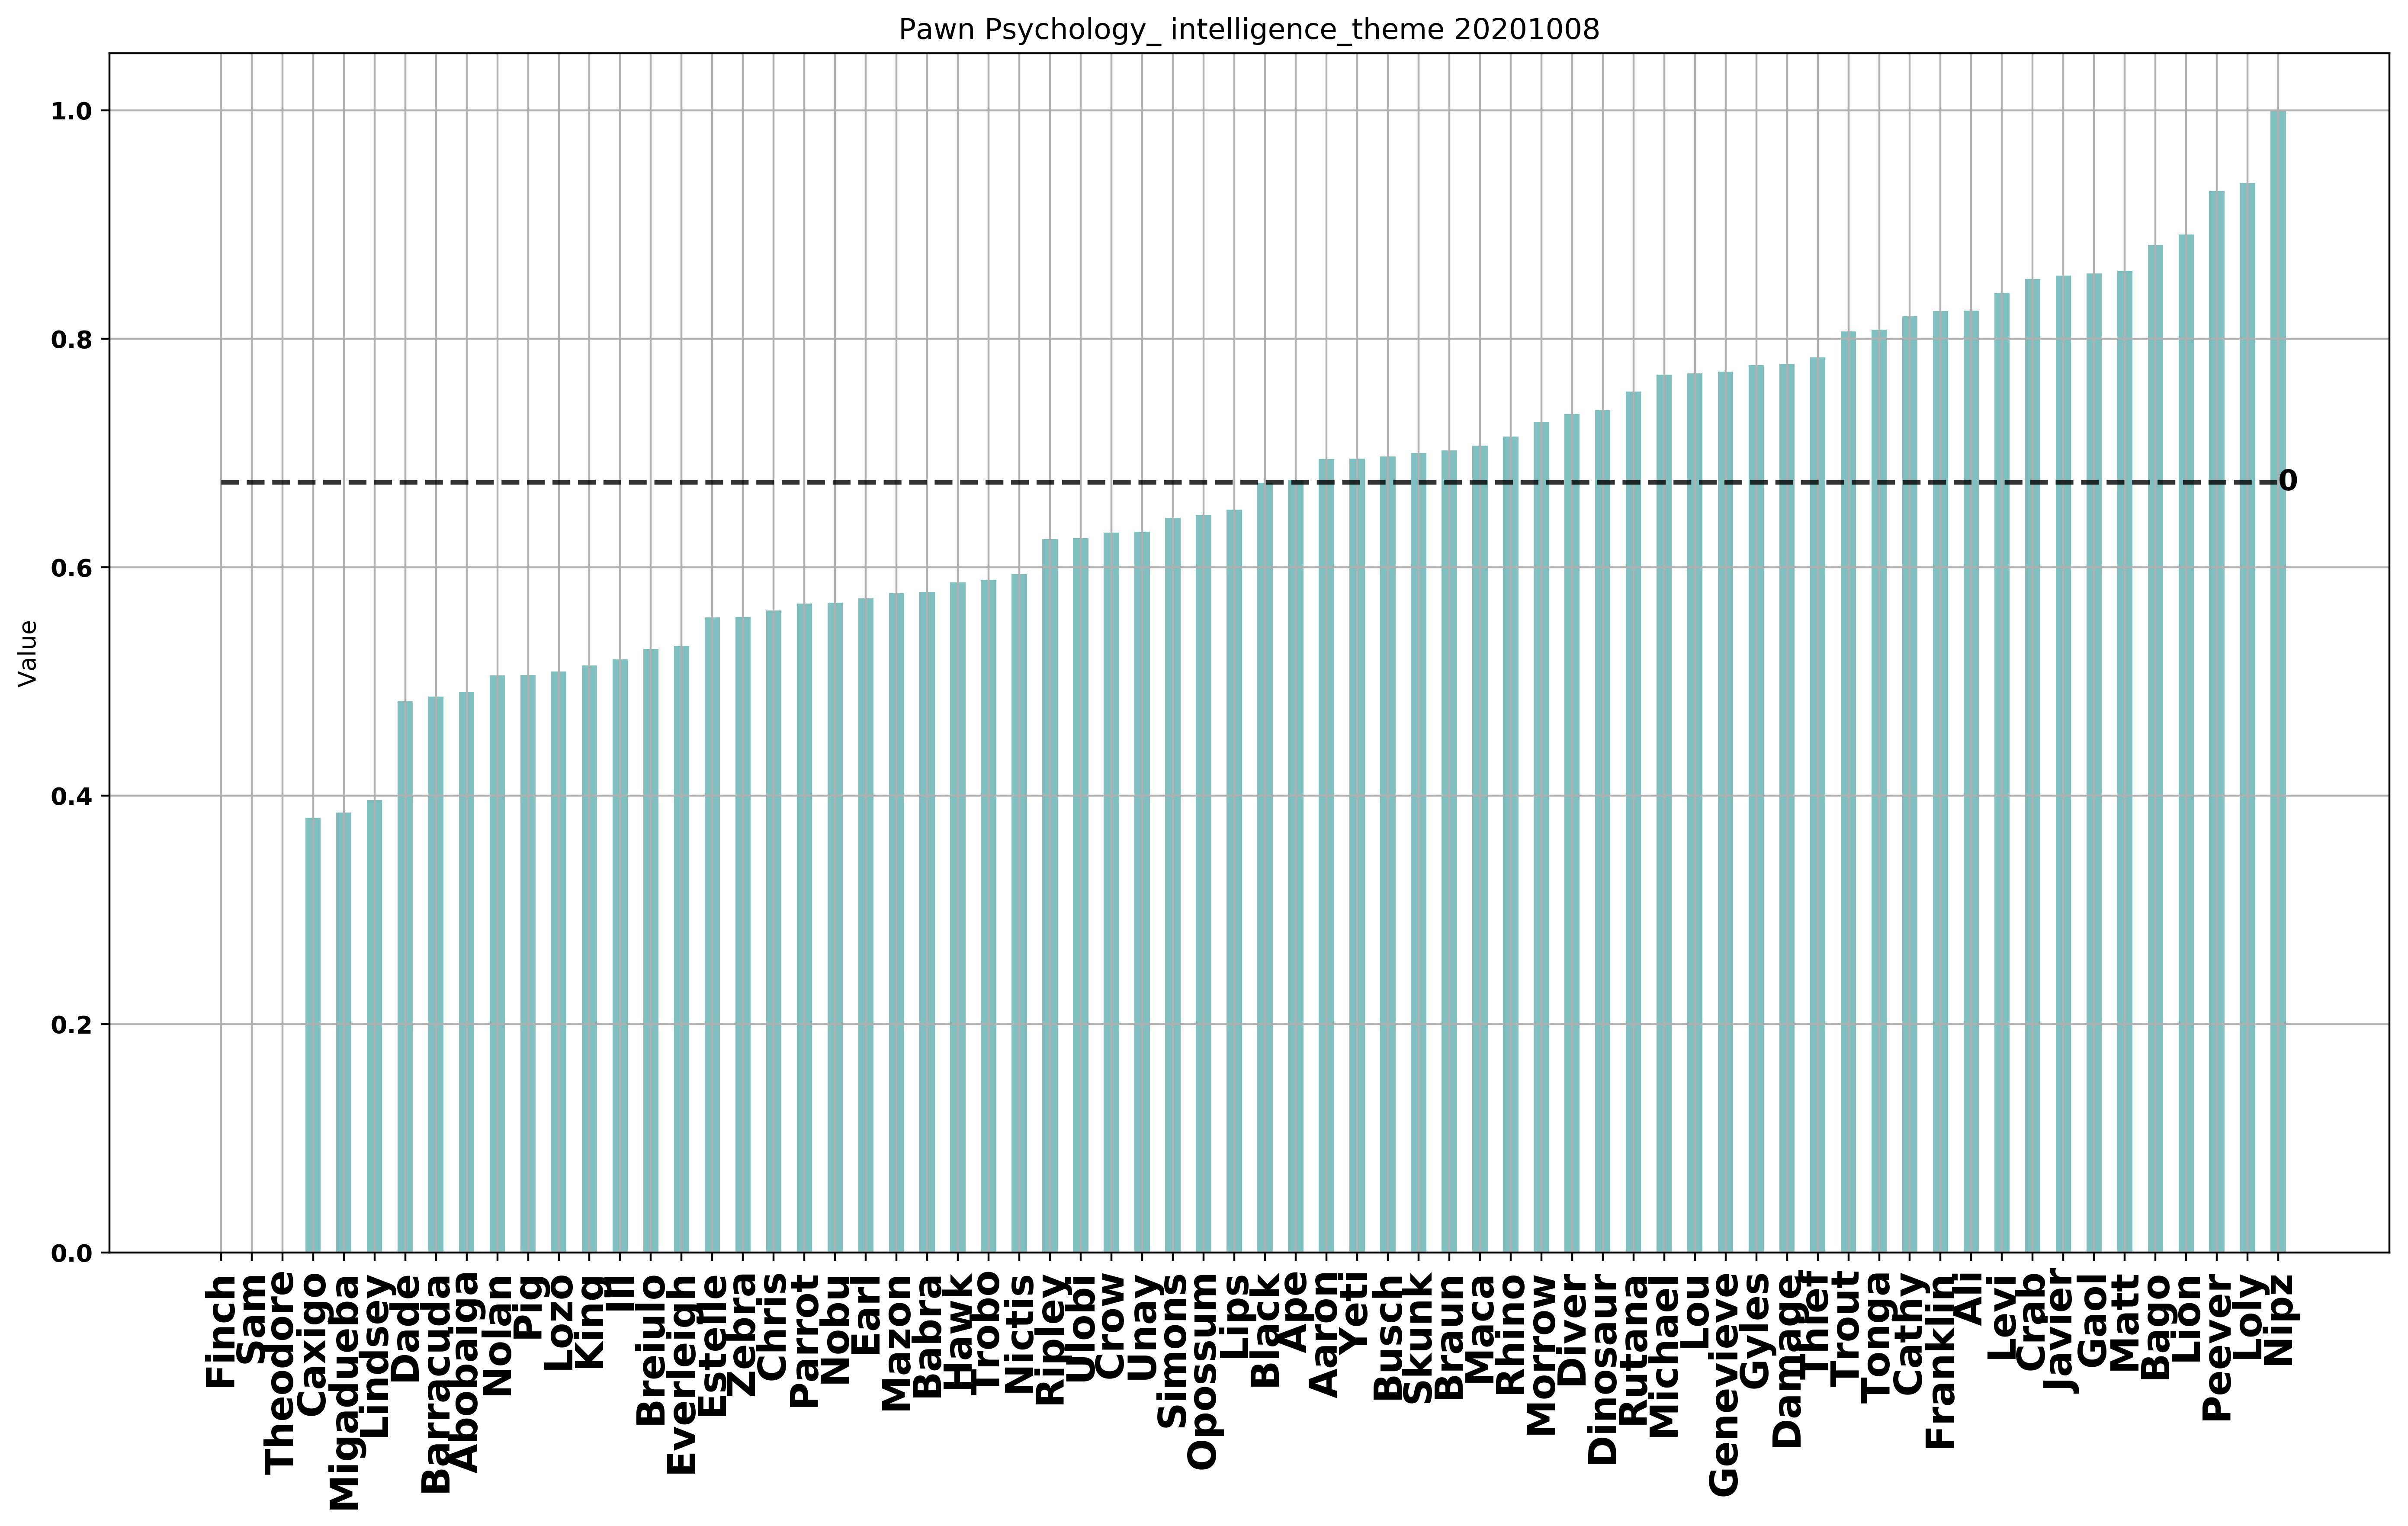 Pawn Psychology_ intelligence_theme 20201008
Value
1.0
0.8
0.6
0.4
0.2
0.0
0
Finch
Sam
Theodore
Caxigo
Migadueba
Lindsey
Dade
Barracuda
Abobaiga
Nolan
Pig
Lozo
King
Breiulo
Everleigh
Estelle
Zebra
Chris
Parrot
Nobu
Earl
Mazon
Babra
Hawk
Trobo
Nictis
Ripley
Crow
Unay
Simons
Opossum
Lips
Black
Ape
Aaron
Yeti
Busch
Skunk
Braun
Maca
Rhino
Morrow
Diver
Dinosaur
Rutana
Michael
Lou
Genevieve
Gyles
Damage
Thief
Trout
Tonga
Cathy
Franklin
Ali
Levi
Crab
Javier
Gaol
Matt
Bago
Lion
Peever
Loly
Nipz